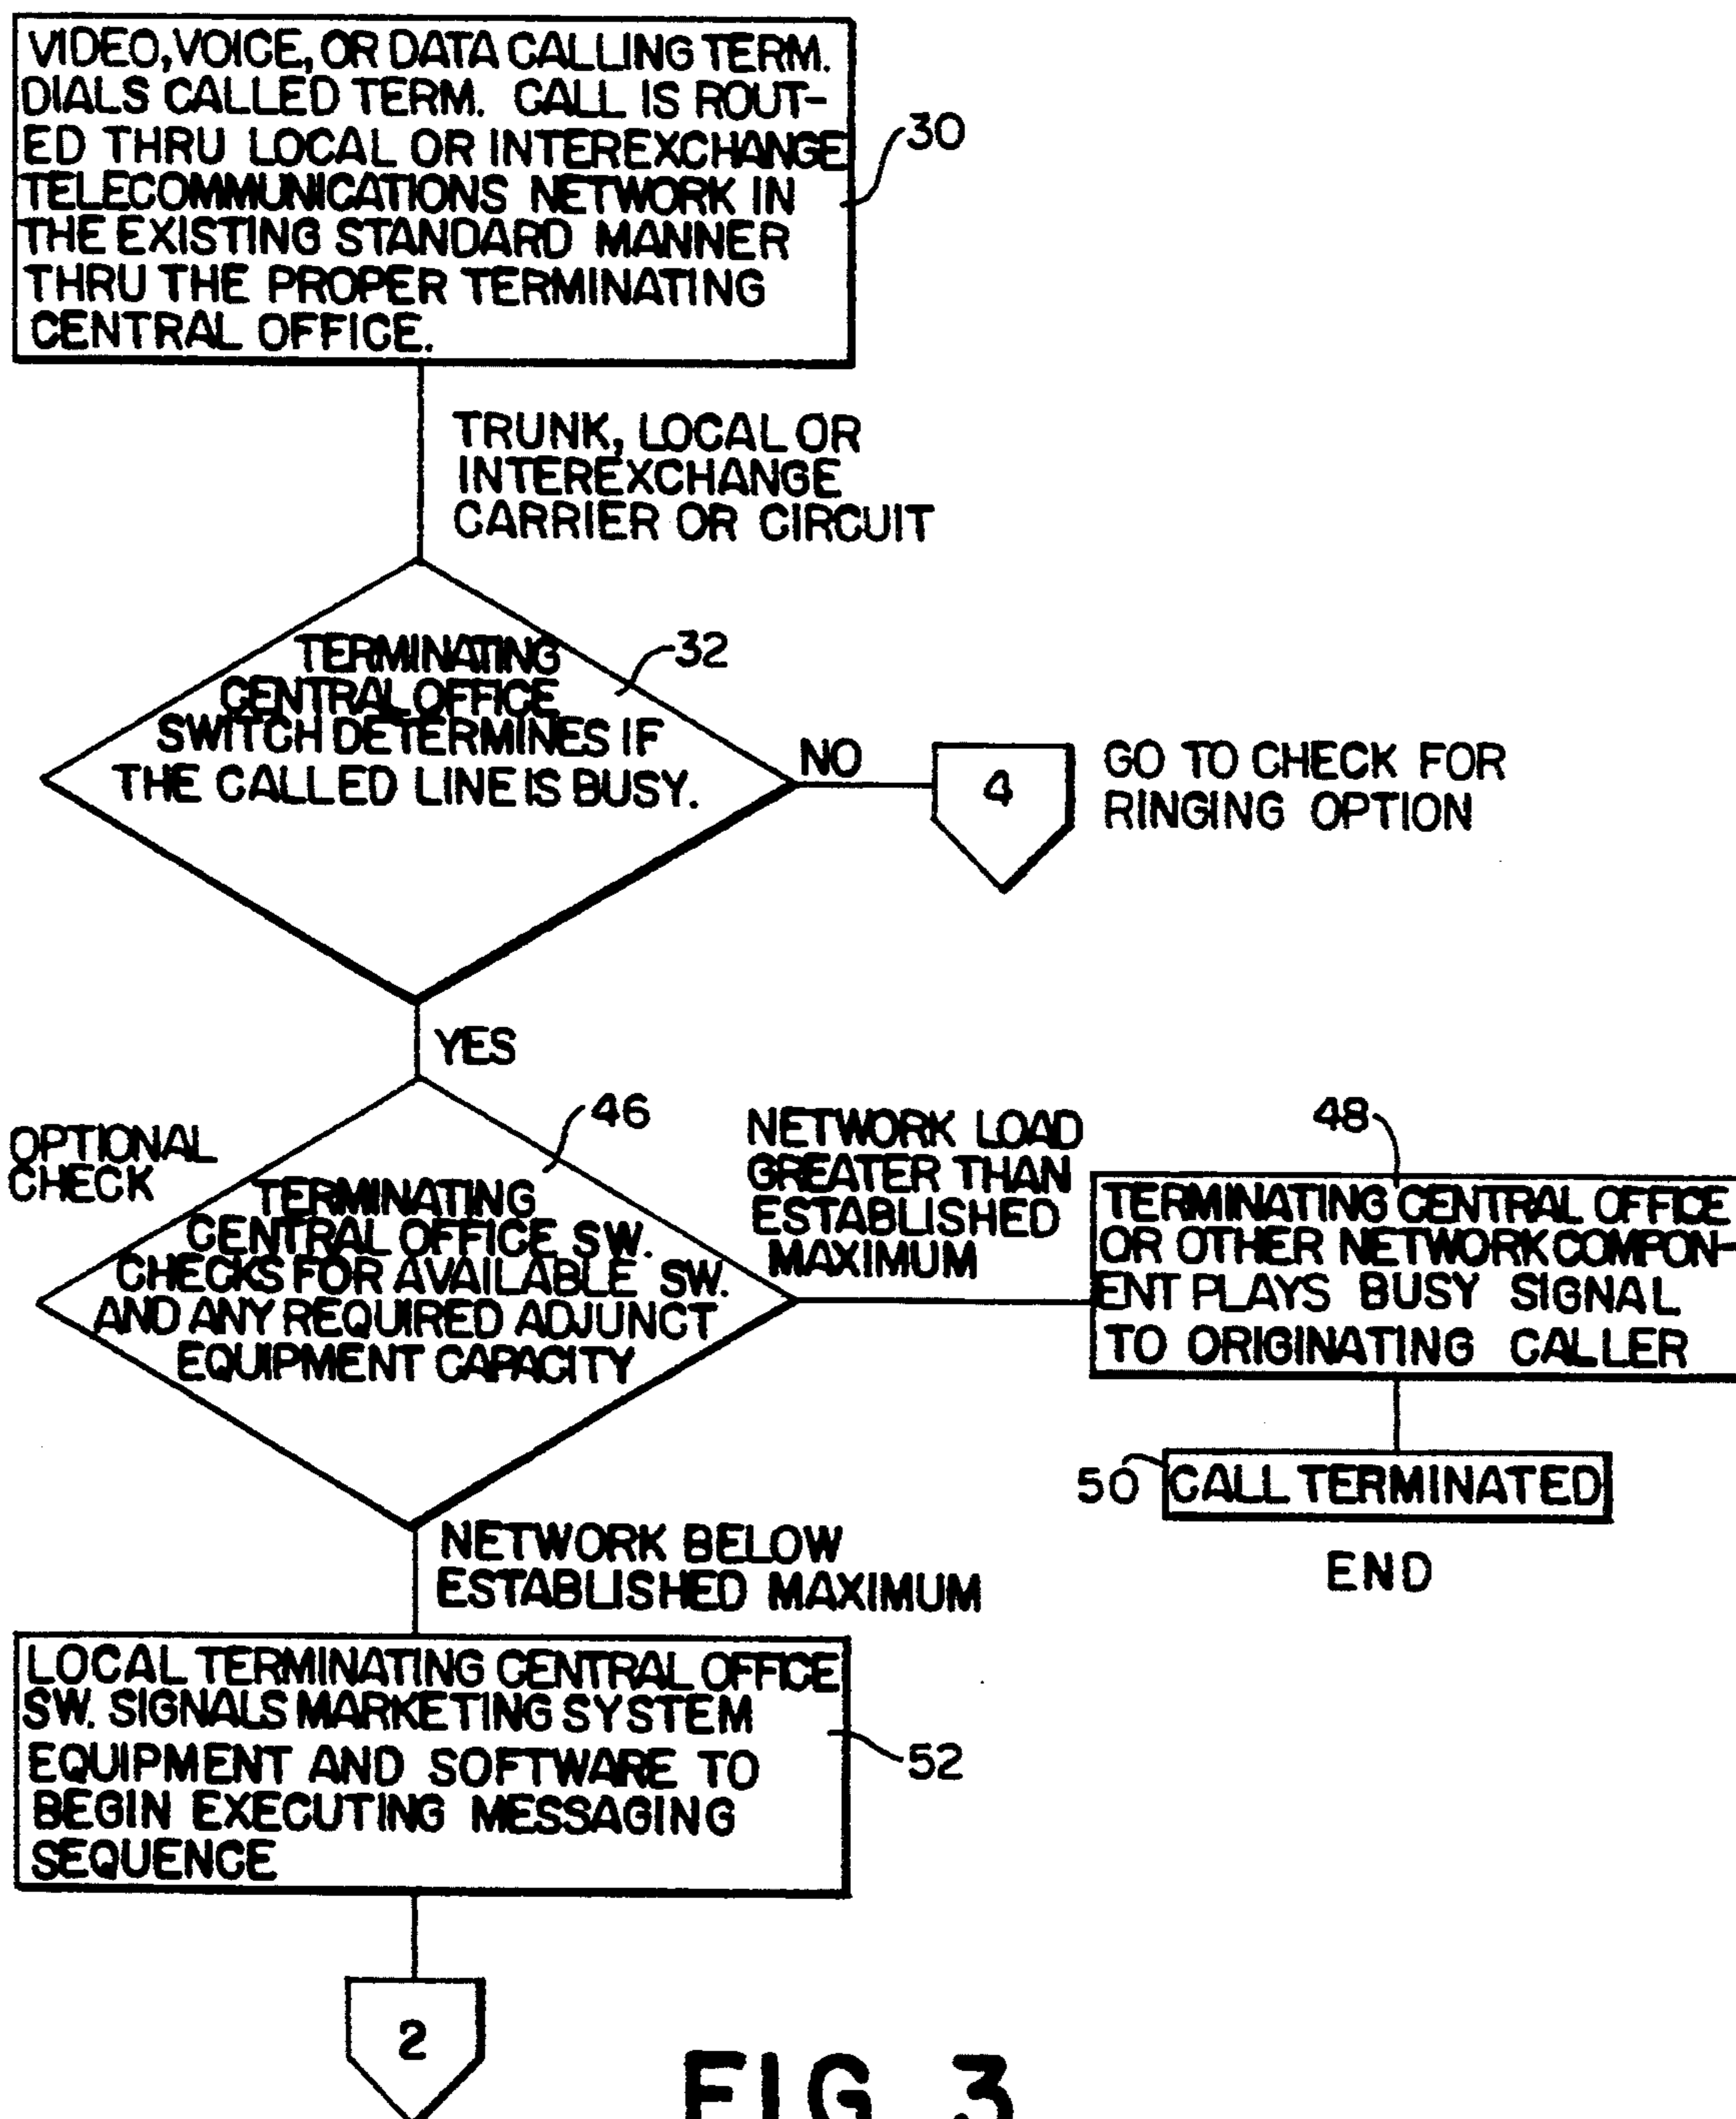 VIDEO, VOICE, OR DATA CALLING TERM.
DIALS CALLED TERM. CALL IS ROUT-
ED THRU LOCAL OR INTEREXCHANGE
TELECOMMUNICATIONS NETWORK IN
THE EXISTING STANDARD MANNER
THRU THE PROPER TERMINATING
CENTRAL OFFICE.
30
TRUNK, LOCAL OR
INTEREXCHANGE
CARRIER OR CIRCUIT
TERMINATING
CENTRAL OFFICE
SWITCH DETERMINES IF
THE CALLED LINE IS BUSY.
32
NO
4
GO TO CHECK FOR
RINGING OPTION
YES
OPTIONAL
CHECK
46
TERMINATING
CENTRAL OFFICE SW.
CHECKS FOR AVAILABLE SW.
AND ANY REQUIRED ADJUNCT
EQUIPMENT CAPACITY
NETWORK LOAD
GREATER THAN
ESTABLISHED
MAXIMUM
48
TERMINATING CENTRAL OFFICE
OR OTHER NETWORK COMPON-
ENT PLAYS BUSY SIGNAL
TO ORIGINATING CALLER
50
CALL TERMINATED
END
NETWORK BELOW
ESTABLISHED MAXIMUM
LOCAL TERMINATING CENTRAL OFFICE
SW. SIGNALS MARKETING SYSTEM
EQUIPMENT AND SOFTWARE TO
BEGIN EXECUTING MESSAGING
SEQUENCE
52
2
FIG 3